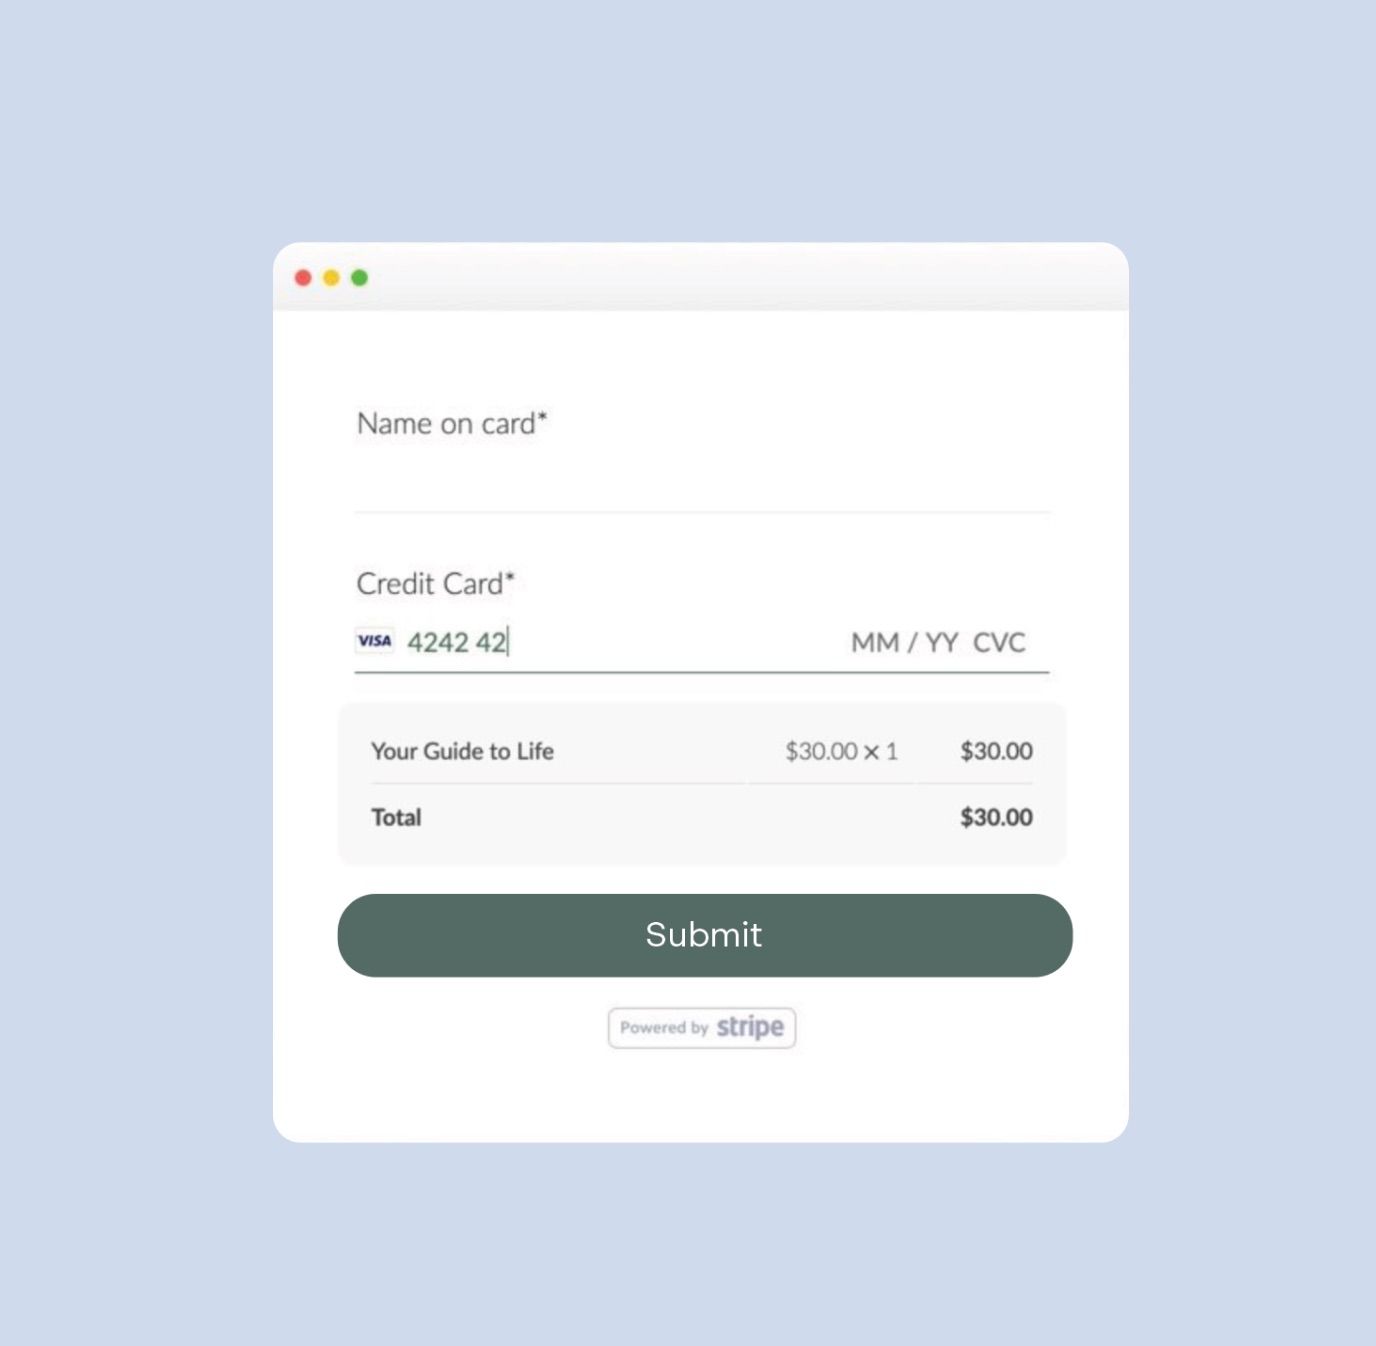 Name on card*
Credit Card*
VISA 4242 42 MM / YY CVC
Your Guide to Life $30.00 × 1 $30.00
Total $30.00
Submit
Powered by stripe